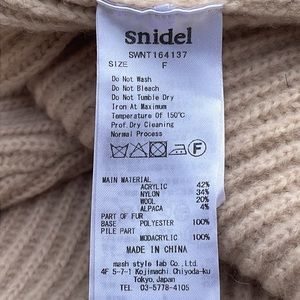 snidel
SWNT164137
SIZE F
Do Not Wash
Do Not Bleach
Do Not Tumble Dry
Iron At Maximum
Temperature Of 150℃
Prof.Dry Cleaning
Normal Process
F
MAIN MATERIAL
ACRYLIC 42%
NYLON 34%
WOOL 20%
ALPACA 4%
PART OF FUR
BASE POLYESTER 100%
PILE PART
MODACRYLIC 100%
MADE IN CHINA
mash style lab Co.,Ltd.
4F 5-7-1 Kojimachi Chiyoda-ku
Tokyo,Japan
TEL 03-5778-4105